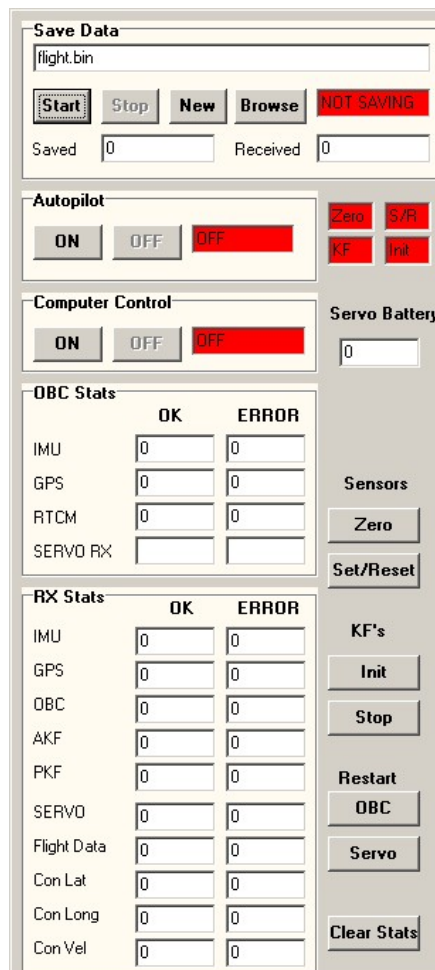 Save Data
flight.bin
Start Stop New Browse NOT SAVING
Saved 0 Received 0
Autopilot
ON OFF OFF
Zero S/R
KF Init
Computer Control
ON OFF OFF
Servo Battery
0
OBC Stats
OK ERROR
IMU 0 0
GPS 0 0
RTCM 0 0
SERVO RX
Sensors
Zero
Set/Reset
RX Stats
OK ERROR
IMU 0 0
GPS 0 0
OBC 0 0
AKF 0 0
PKF 0 0
SERVO 0 0
Flight Data 0 0
Con Lat 0 0
Con Long 0 0
Con Vel 0 0
KF's
Init
Stop
Restart
OBC
Servo
Clear Stats